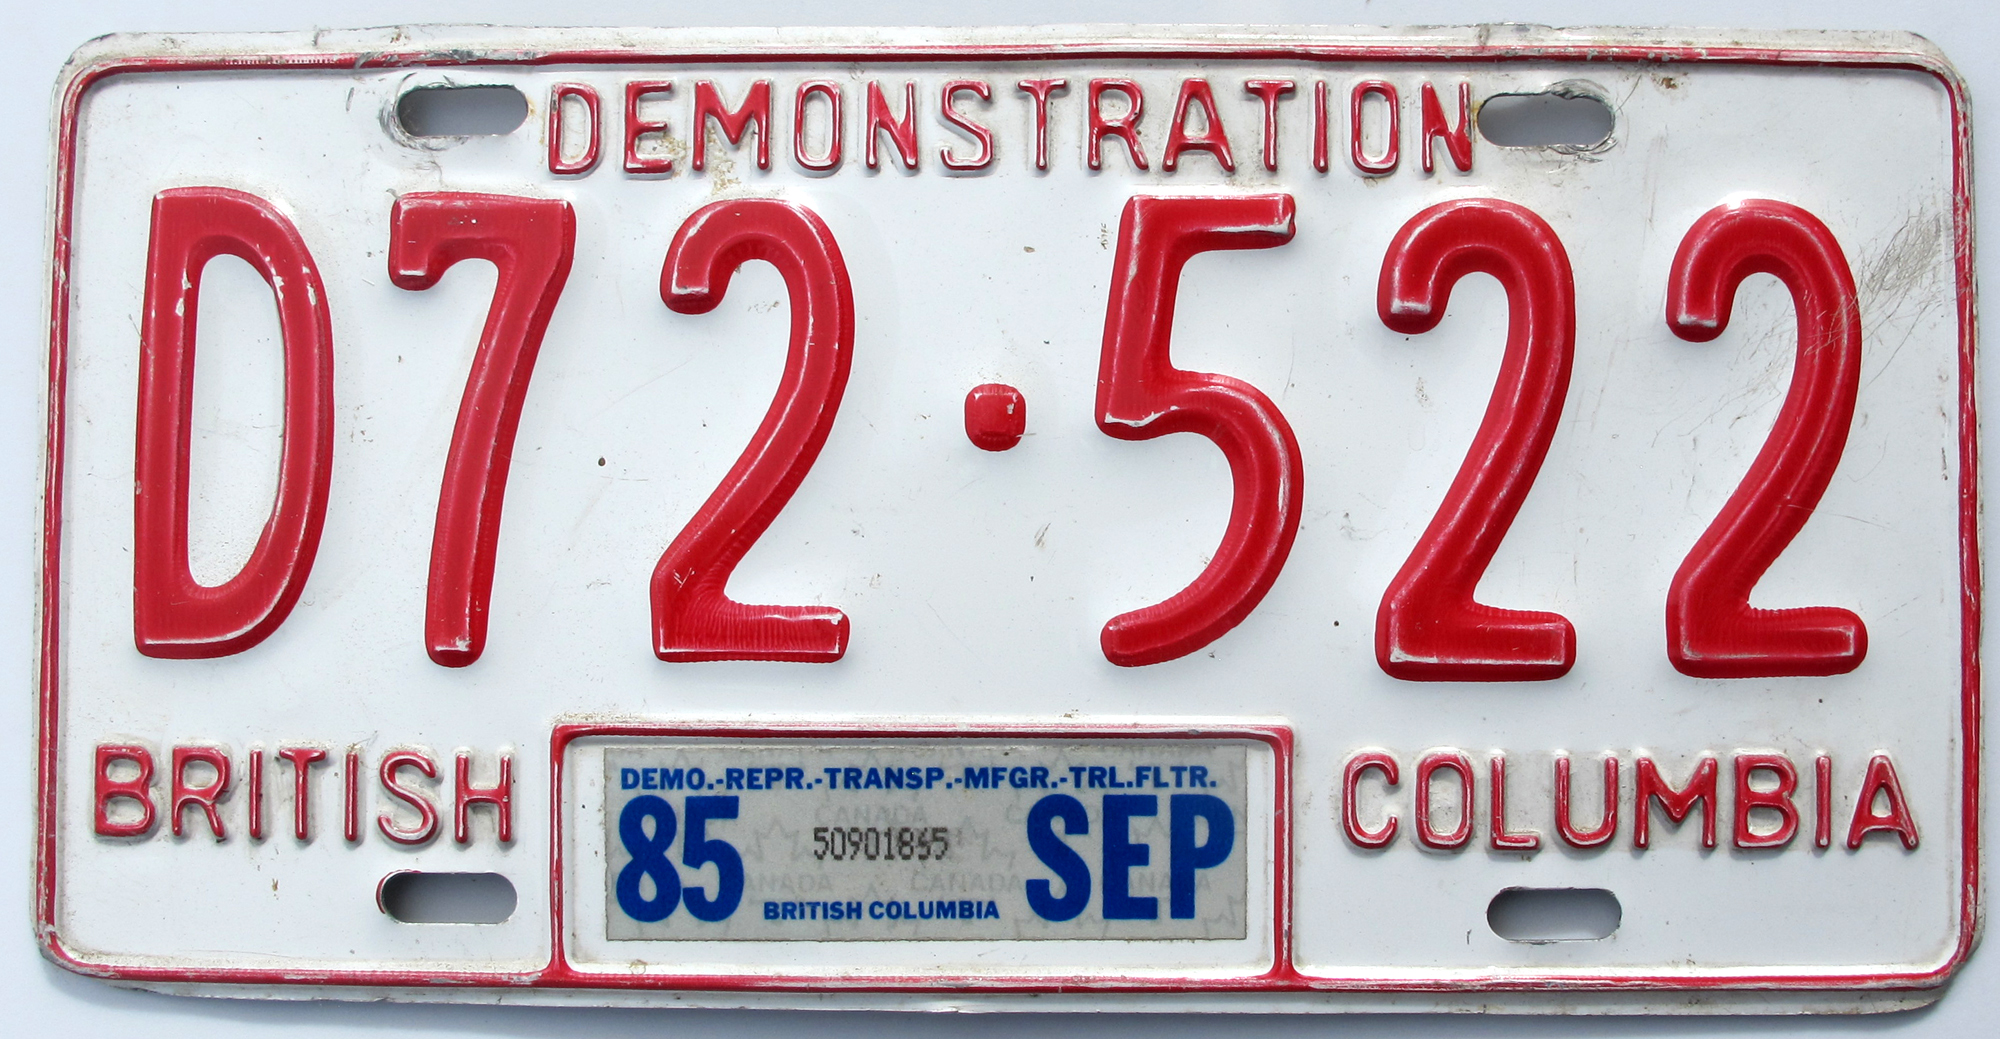 DEMONSTRATION
D72·522
BRITISH COLUMBIA
DEMO.-REPR.-TRANSP.-MFGR.-TRL.FLTR.
85 50901865 SEP
BRITISH COLUMBIA